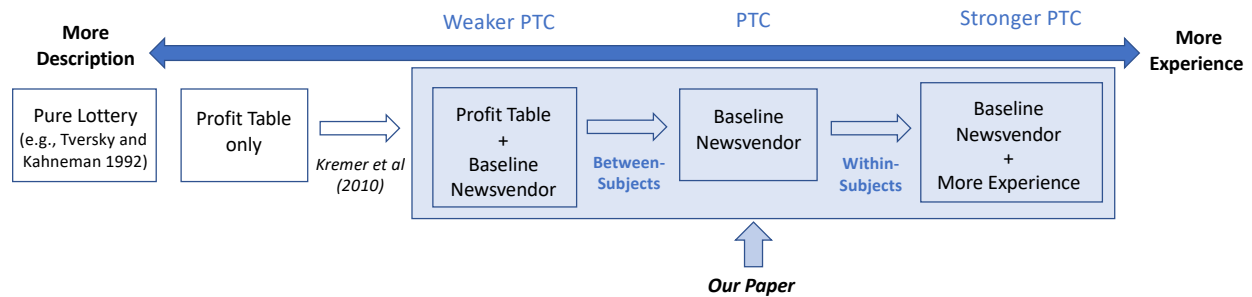 Weaker PTC
PTC
Stronger PTC
More
Description
More
Experience
Pure Lottery
(e.g., Tversky and
Kahneman 1992)
Profit Table
only
Kremer et al
(2010)
Profit Table
+
Baseline
Newsvendor
Between-
Subjects
Baseline
Newsvendor
Within-
Subjects
Baseline
Newsvendor
+
More Experience
Our Paper